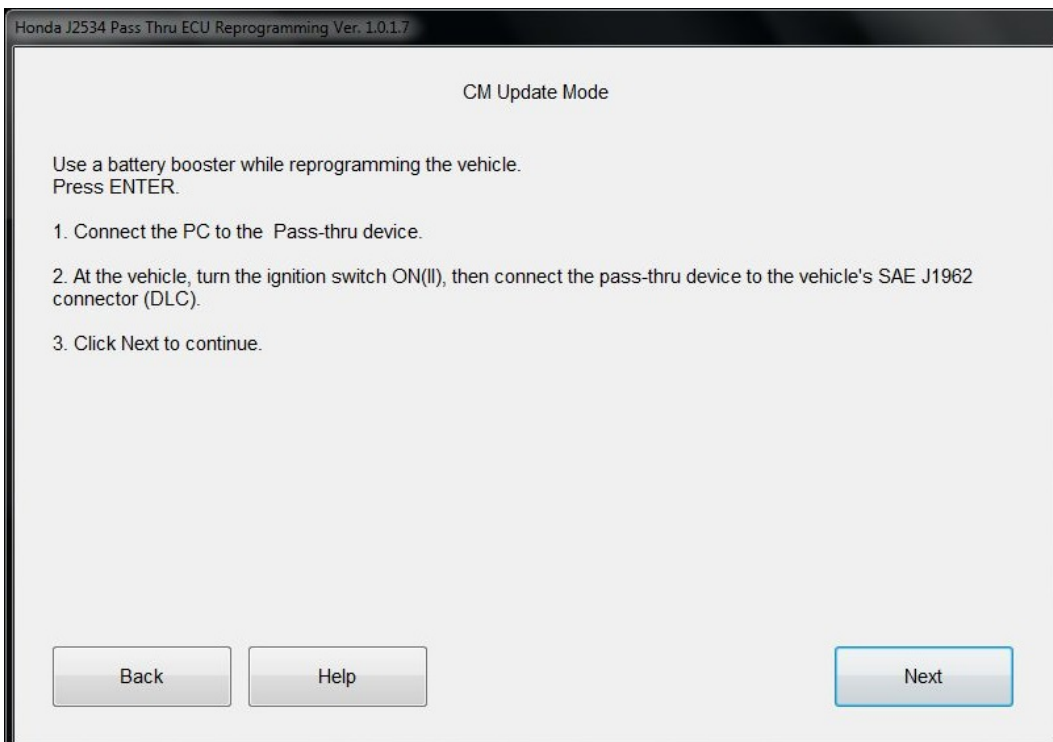 Honda J2534 Pass Thru ECU Reprogramming Ver. 1.0.1.7
CM Update Mode
Use a battery booster while reprogramming the vehicle.
Press ENTER.
1. Connect the PC to the  Pass-thru device.
2. At the vehicle, turn the ignition switch ON(II), then connect the pass-thru device to the vehicle's SAE J1962
connector (DLC).
3. Click Next to continue.
Back
Help
Next